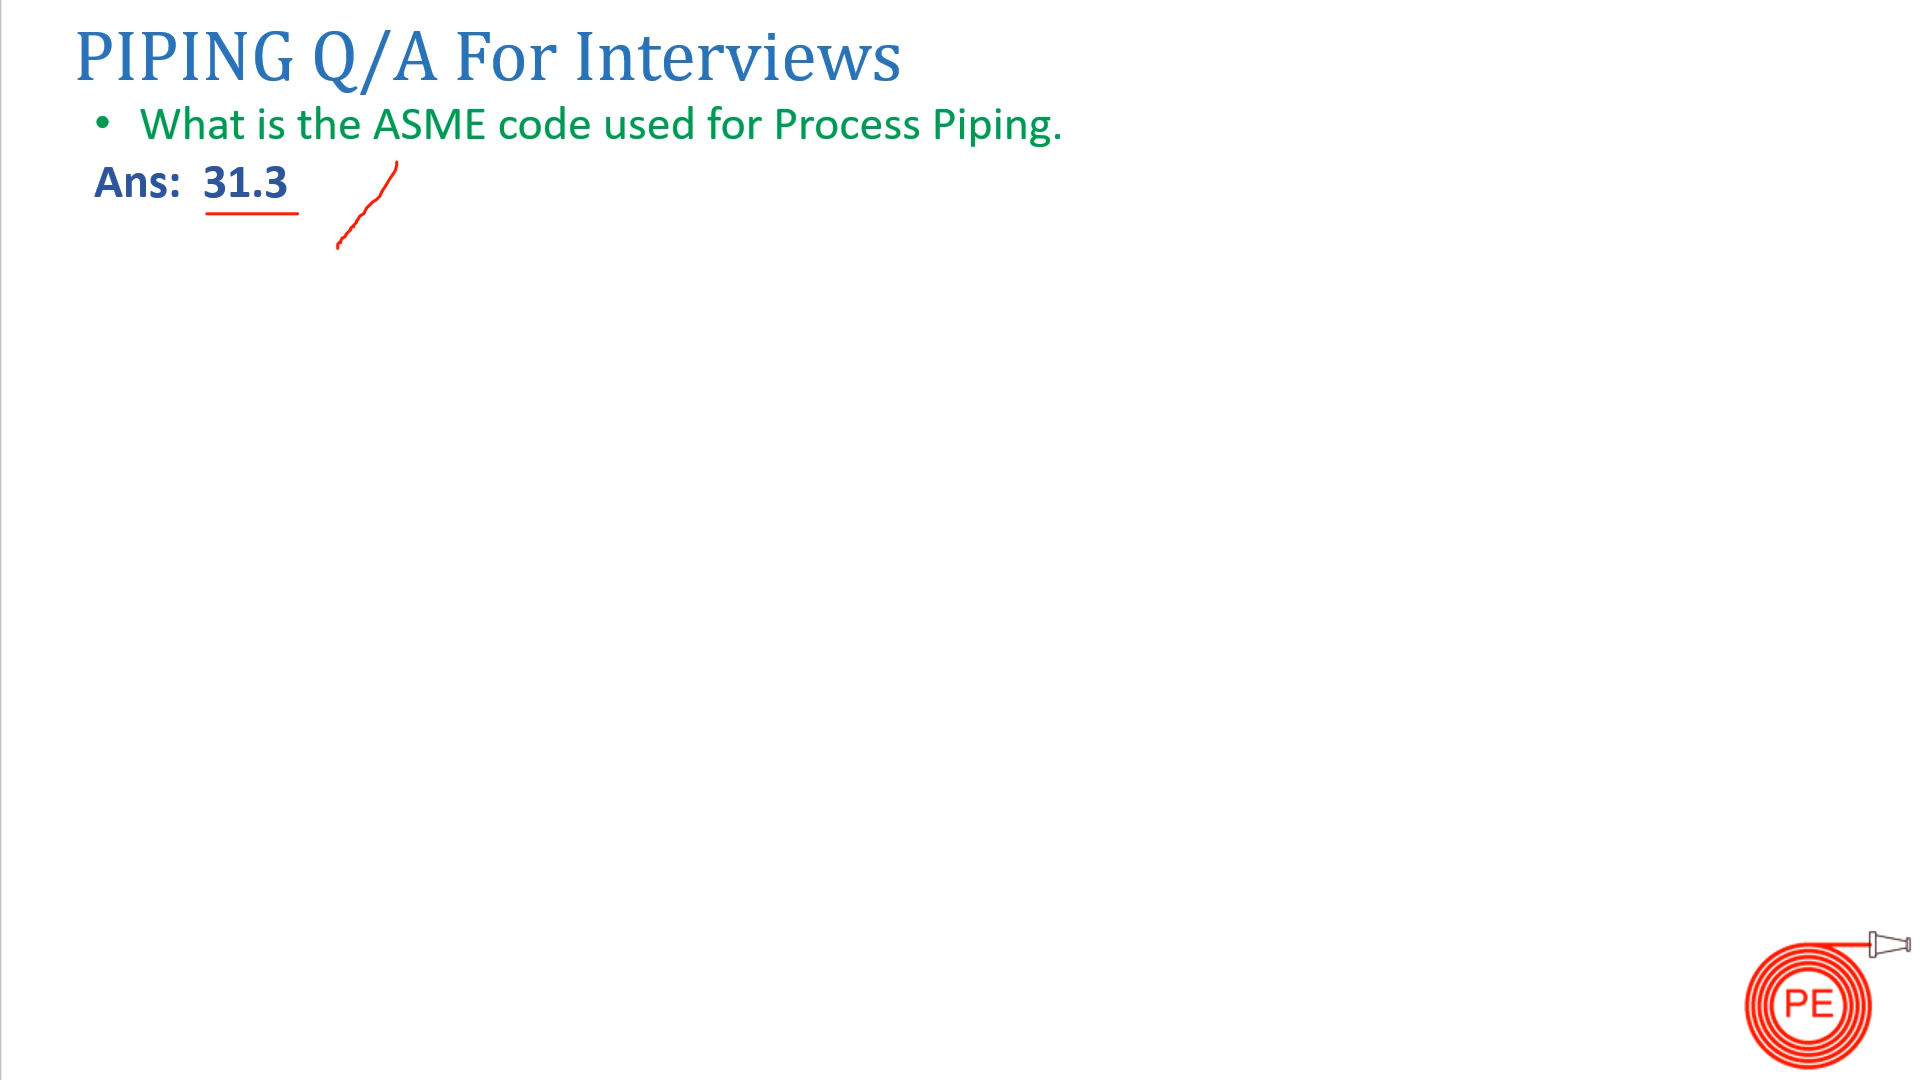 PIPING Q/A For Interviews
• What is the ASME code used for Process Piping.
Ans: 31.3
PE